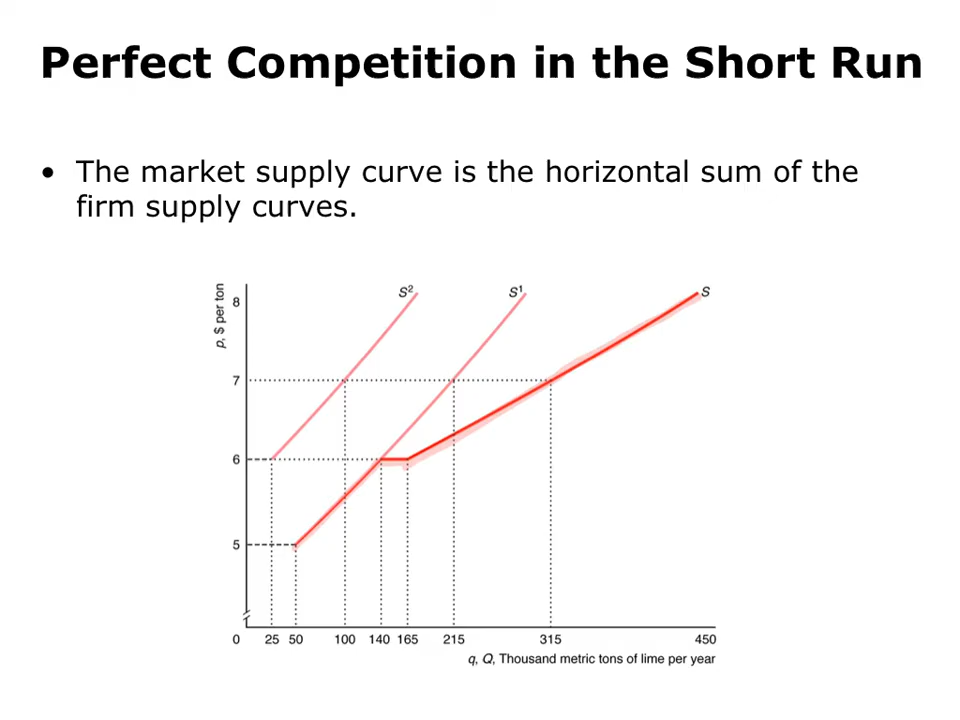 Perfect Competition in the Short Run
• The market supply curve is the horizontal sum of the
firm supply curves.
p, $ per ton
S² S¹ S
8
7
6
5
0 25 50 100 140 165 215 315 450
q, Q, Thousand metric tons of lime per year